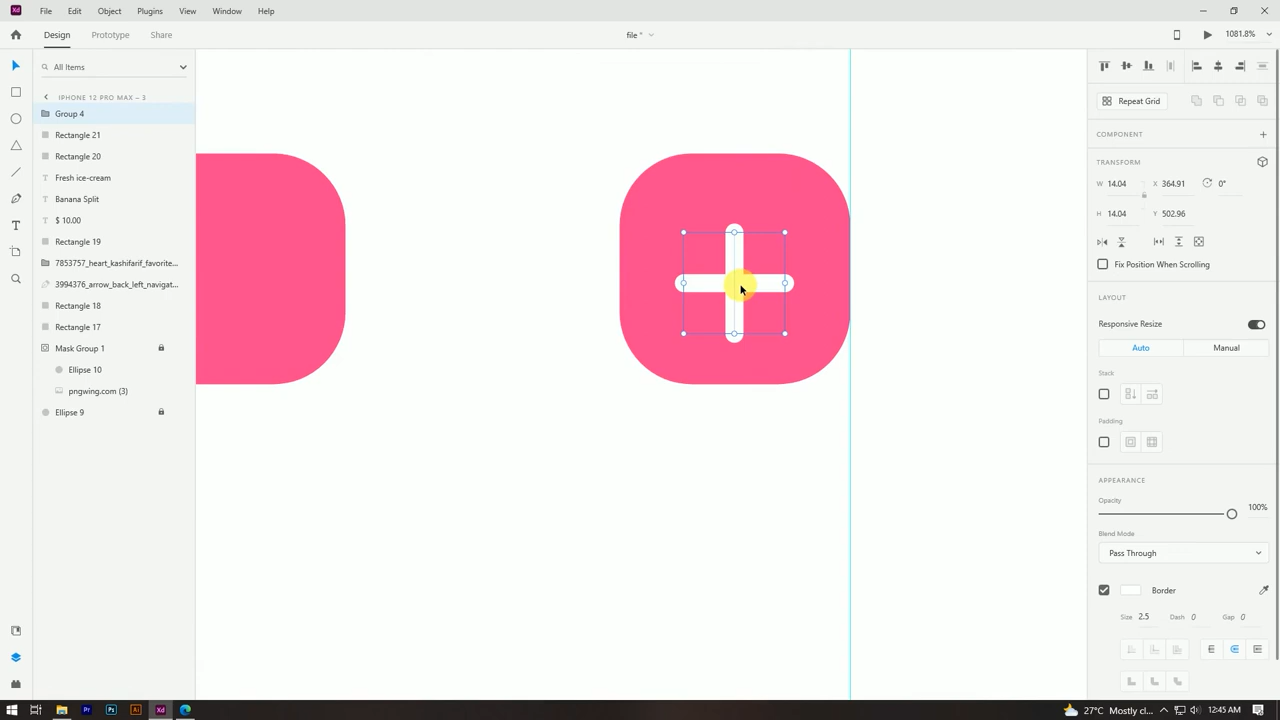 File Edit Object Plugins View Window Help
Design Prototype Share
file *
1081.8%
All Items
IPHONE 12 PRO MAX – 3
Group 4
Rectangle 21
Rectangle 20
Fresh ice-cream
Banana Split
$ 10.00
Rectangle 19
7853757_heart_kashifarif_favorite...
3994376_arrow_back_left_navigat...
Rectangle 18
Rectangle 17
Mask Group 1
Ellipse 10
pngwing.com (3)
Ellipse 9
Repeat Grid
COMPONENT
TRANSFORM
W 14.04 X 364.91 0°
H 14.04 Y 502.96
Fix Position When Scrolling
LAYOUT
Responsive Resize
Auto Manual
Stack
Padding
APPEARANCE
Opacity
100%
Blend Mode
Pass Through
Border
Size 2.5 Dash 0 Gap 0
27°C Mostly cl... 12:45 AM